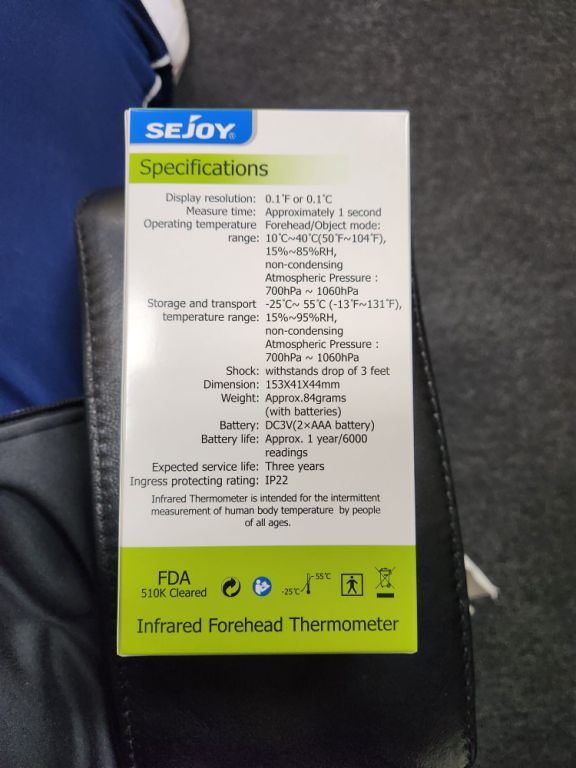 SEJOY®
Specifications
Display resolution: 0.1°F or 0.1°C
Measure time: Approximately 1 second
Operating temperature Forehead/Object mode:
range: 10°C~40°C(50°F~104°F),
15%~85%RH,
non-condensing
Atmospheric Pressure :
700hPa ~ 1060hPa
Storage and transport -25°C~ 55°C (-13°F~131°F),
temperature range: 15%~95%RH,
non-condensing
Atmospheric Pressure :
700hPa ~ 1060hPa
Shock: withstands drop of 3 feet
Dimension: 153X41X44mm
Weight: Approx.84grams
(with batteries)
Battery: DC3V(2×AAA battery)
Battery life: Approx. 1 year/6000
readings
Expected service life: Three years
Ingress protecting rating: IP22
Infrared Thermometer is intended for the intermittent
measurement of human body temperature by people
of all ages.
FDA
510K Cleared
-25°C
55°C
Infrared Forehead Thermometer